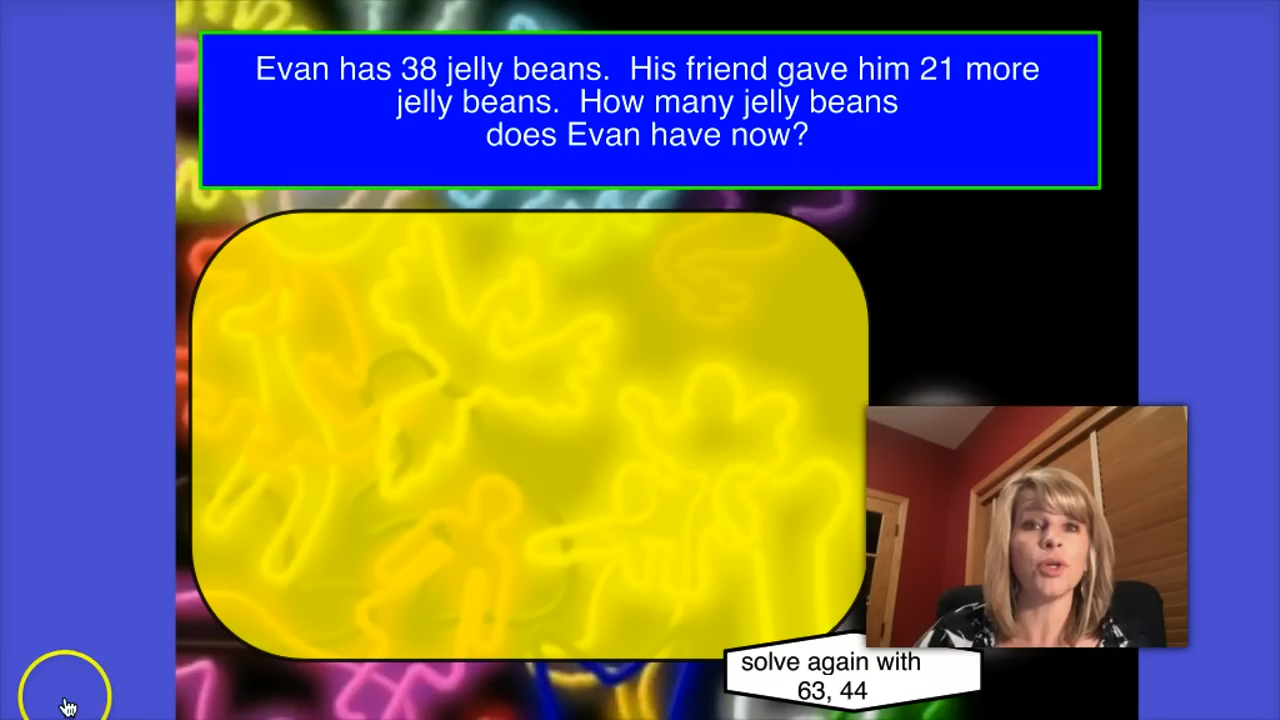 Evan has 38 jelly beans.  His friend gave him 21 more
jelly beans.  How many jelly beans
does Evan have now?
solve again with
63, 44